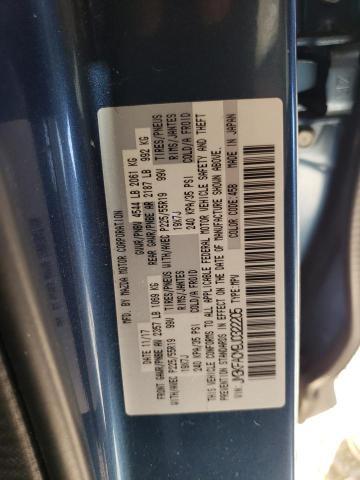 MFD. BY MAZDA MOTOR CORPORATION
GVWR/PNBV 4544 LB 2061 KG
DATE: 11/17
FRONT GAWR/PNBE AV 2357 LB 1069 KG REAR GAWR/PNBE AR 2187 LB 992 KG
WITH/AVEC P225/55R19 99V TIRES/PNEUS WITH/AVEC P225/55R19 99V TIRES/PNEUS
19X7J RIMS/JANTES 19X7J RIMS/JANTES
240 KPA/35 PSI COLD/A FROID 240 KPA/35 PSI COLD/A FROID
THIS VEHICLE CONFORMS TO ALL APPLICABLE FEDERAL MOTOR VEHICLE SAFETY AND THEFT
PREVENTION STANDARDS IN EFFECT ON THE DATE OF MANUFACTURE SHOWN ABOVE.
MADE IN JAPAN
VIN: TYPE:MPV COLOR CODE:45B